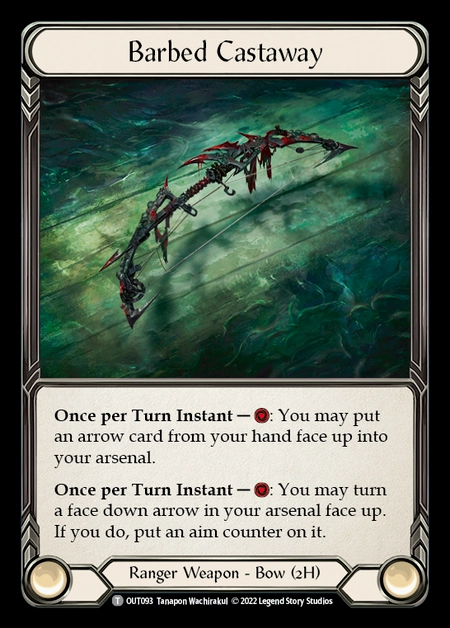 Barbed Castaway
Once per Turn Instant — : You may put
an arrow card from your hand face up into
your arsenal.
Once per Turn Instant — : You may turn
a face down arrow in your arsenal face up.
If you do, put an aim counter on it.
Ranger Weapon - Bow (2H)
T OUT093 Tanapon Wachirakul © 2022 Legend Story Studios